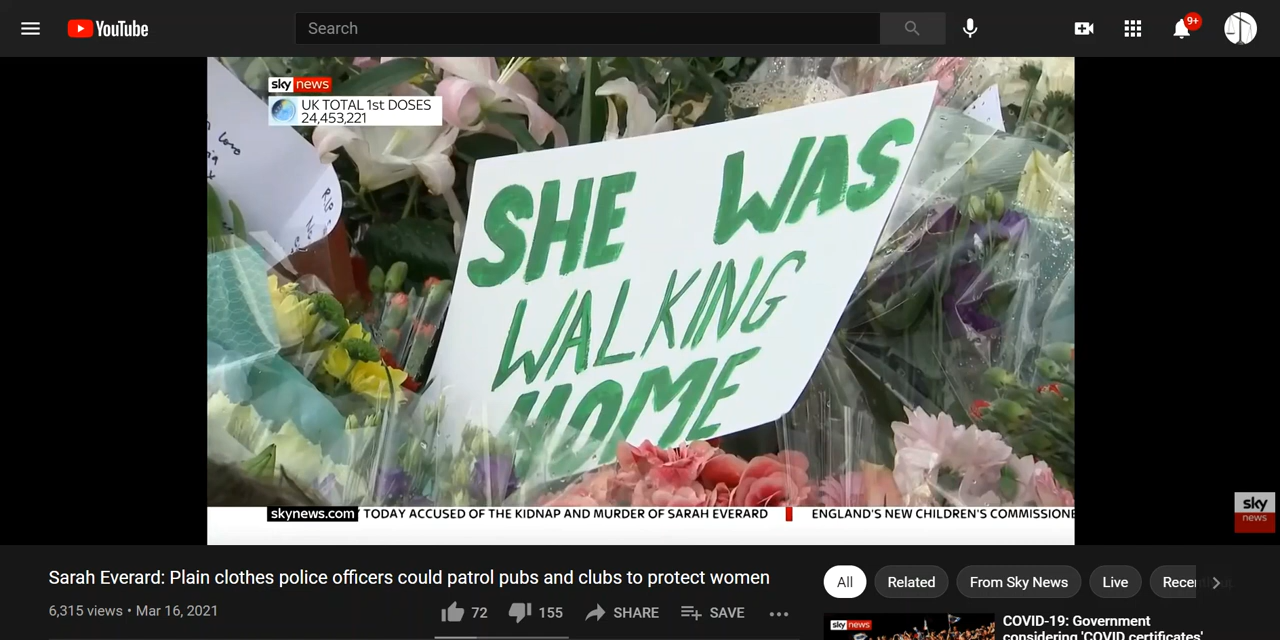 YouTube
Search
9+
sky news
UK TOTAL 1st DOSES
24,453,221
love
SHE WAS
WALKING
HOME
skynews.com TODAY ACCUSED OF THE KIDNAP AND MURDER OF SARAH EVERARD ENGLAND'S NEW CHILDREN'S COMMISSIONE
sky
news
Sarah Everard: Plain clothes police officers could patrol pubs and clubs to protect women
6,315 views • Mar 16, 2021
72 155 SHARE SAVE
All Related From Sky News Live Recen
sky news
COVID-19: Government
considering 'COVID certificates'